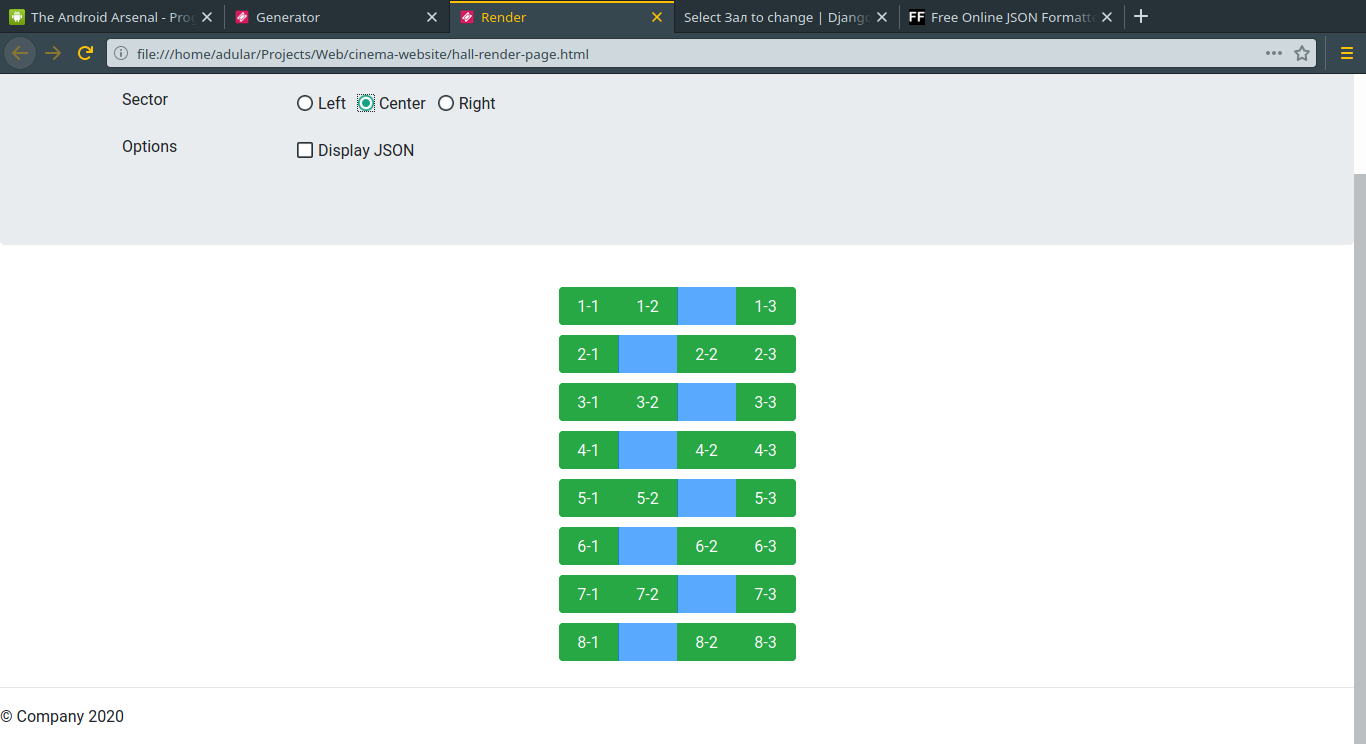 The Android Arsenal - Pro
Generator
Render
Select Зал to change | Djang
FF Free Online JSON Formatt
file:///home/adular/Projects/Web/cinema-website/hall-render-page.html
Sector Left Center Right
Options Display JSON
1-1 1-2 1-3
2-1 2-2 2-3
3-1 3-2 3-3
4-1 4-2 4-3
5-1 5-2 5-3
6-1 6-2 6-3
7-1 7-2 7-3
8-1 8-2 8-3
© Company 2020